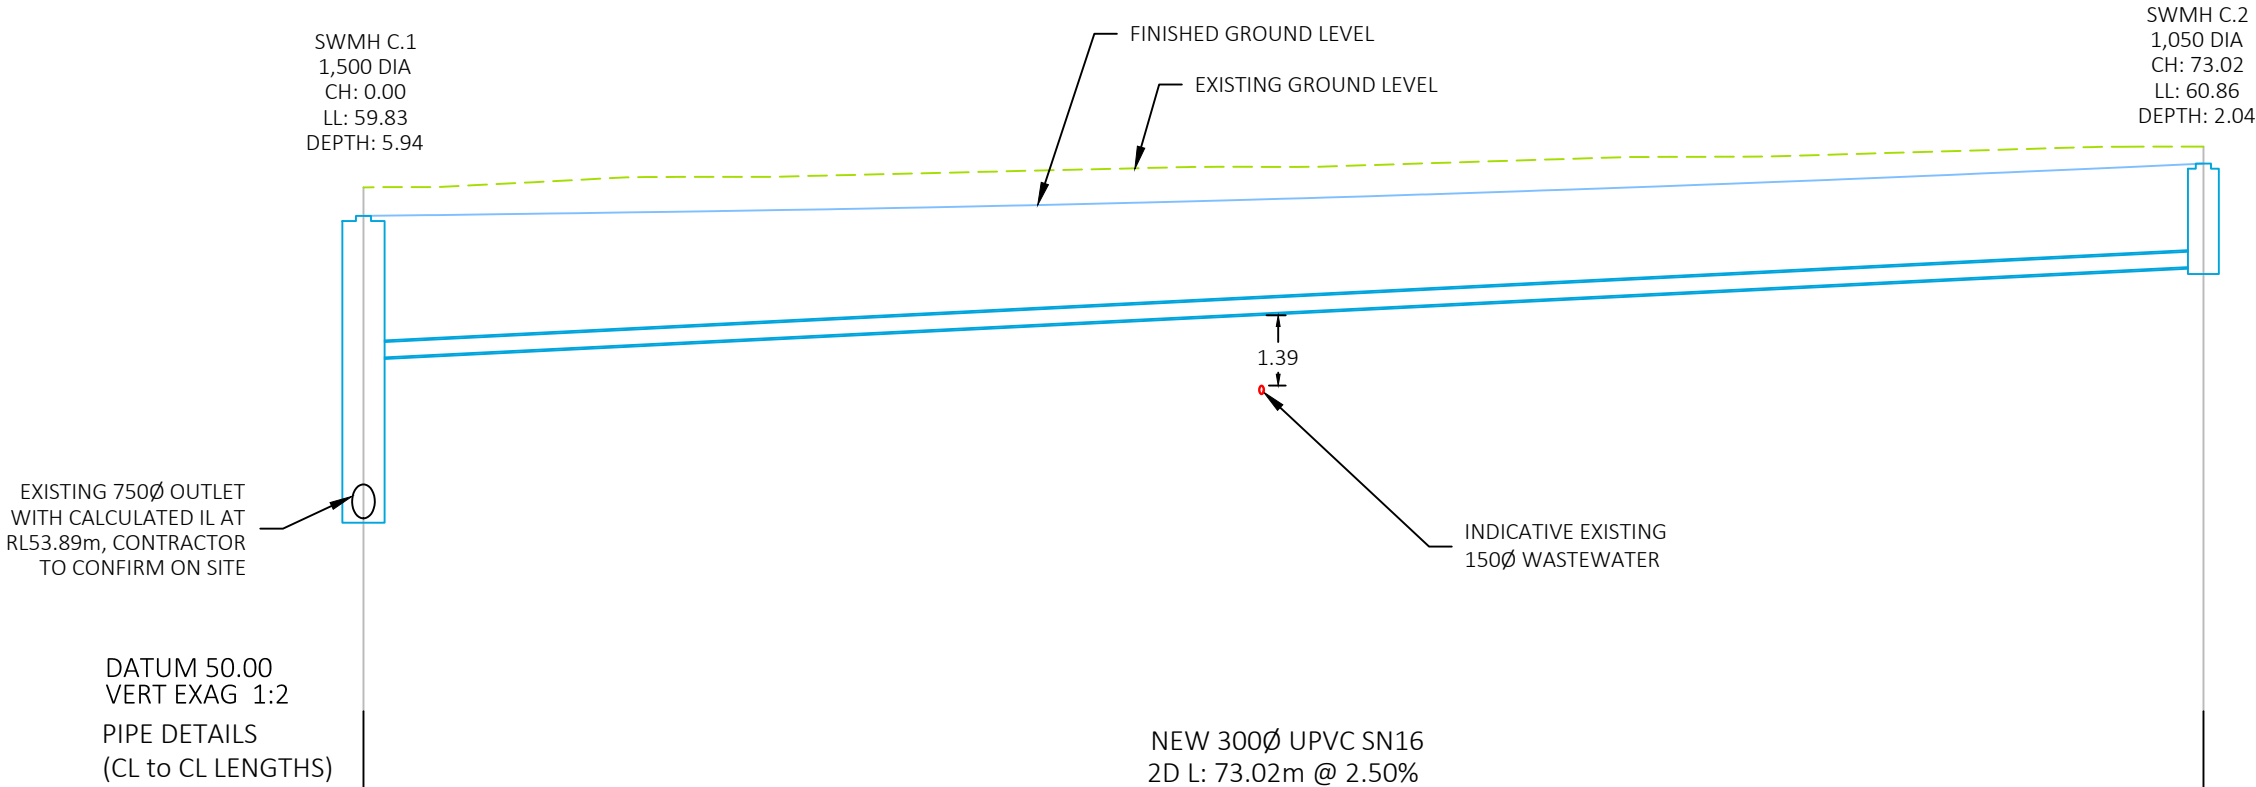 SWMH C.1
1,500 DIA
CH: 0.00
LL: 59.83
DEPTH: 5.94
FINISHED GROUND LEVEL
EXISTING GROUND LEVEL
SWMH C.2
1,050 DIA
CH: 73.02
LL: 60.86
DEPTH: 2.04
1.39
EXISTING 750Ø OUTLET
WITH CALCULATED IL AT
RL53.89m, CONTRACTOR
TO CONFIRM ON SITE
INDICATIVE EXISTING
150Ø WASTEWATER
DATUM 50.00
VERT EXAG 1:2
PIPE DETAILS
(CL to CL LENGTHS)
NEW 300Ø UPVC SN16
2D L: 73.02m @ 2.50%